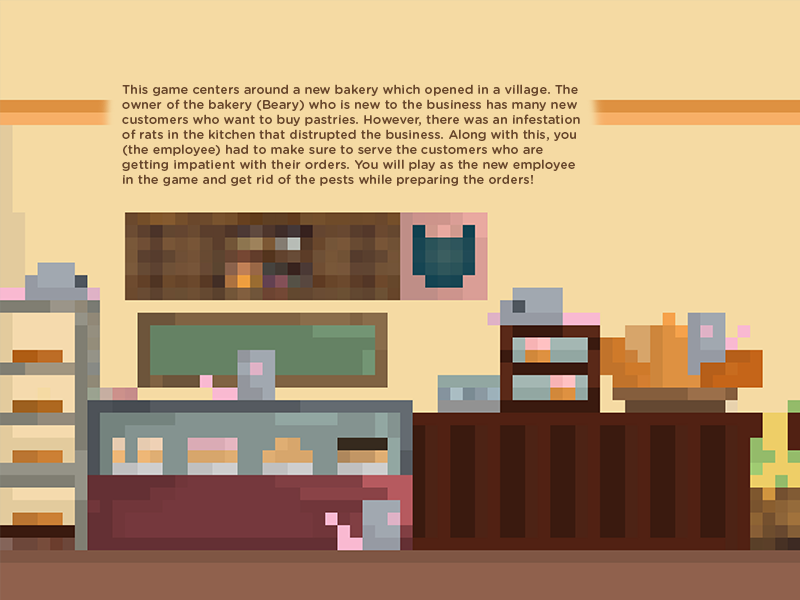 This game centers around a new bakery which opened in a village. The
owner of the bakery (Beary) who is new to the business has many new
customers who want to buy pastries. However, there was an infestation
of rats in the kitchen that distrupted the business. Along with this, you
(the employee) had to make sure to serve the customers who are
getting impatient with their orders. You will play as the new employee
in the game and get rid of the pests while preparing the orders!